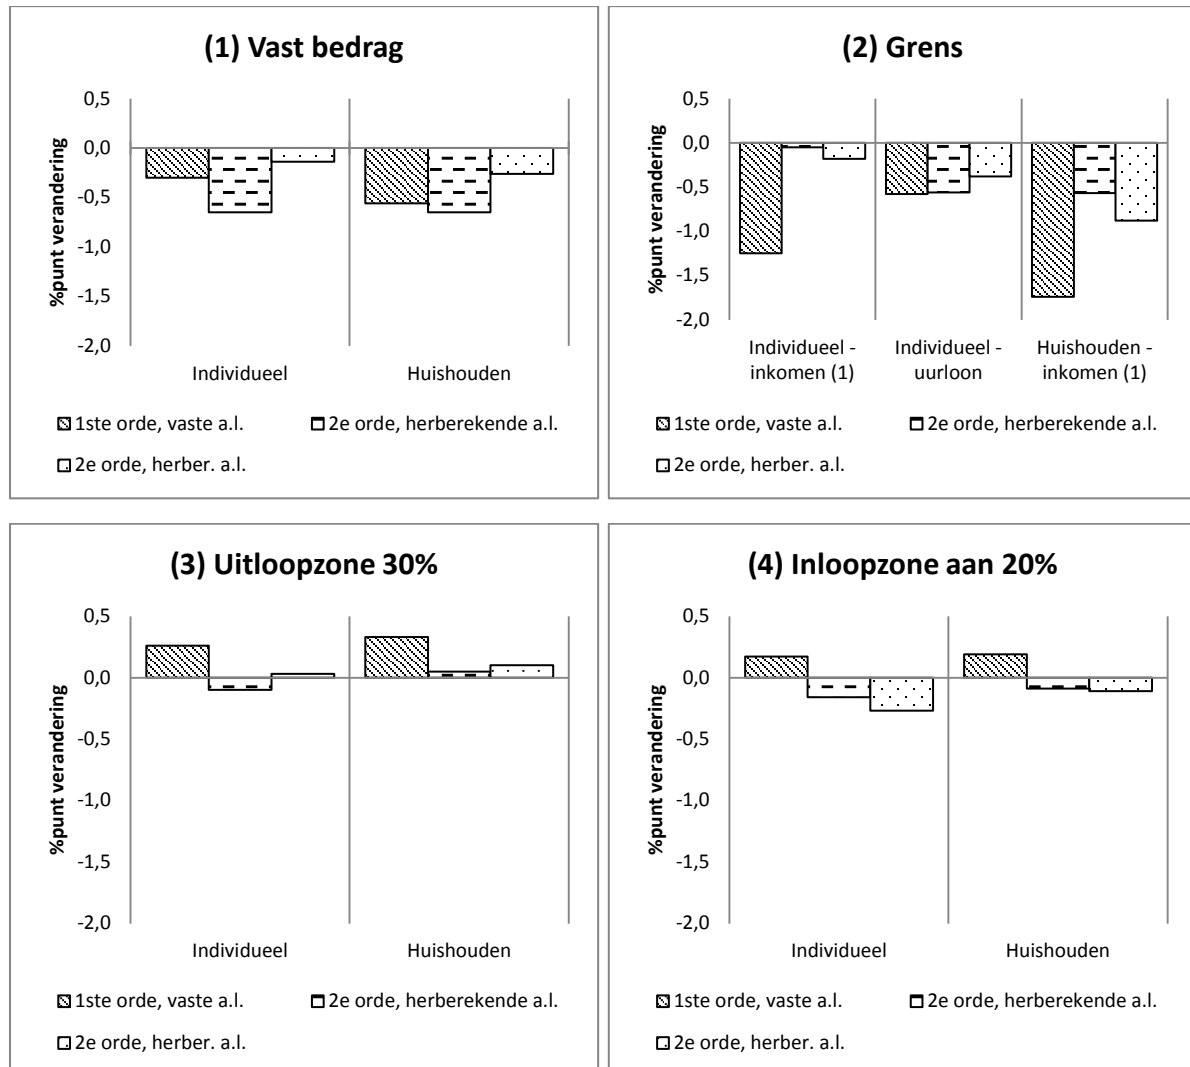 (1) Vast bedrag
%punt verandering
0,5
0,0
-0,5
-1,0
-1,5
-2,0
Individueel
Huishouden
1ste orde, vaste a.l.
2e orde, herberekende a.l.
2e orde, herber. a.l.
(2) Grens
%punt verandering
0,5
0,0
-0,5
-1,0
-1,5
-2,0
Individueel -
inkomen (1)
Individueel -
uurloon
Huishouden -
inkomen (1)
1ste orde, vaste a.l.
2e orde, herberekende a.l.
2e orde, herber. a.l.
(3) Uitloopzone 30%
%punt verandering
0,5
0,0
-0,5
-1,0
-1,5
-2,0
Individueel
Huishouden
1ste orde, vaste a.l.
2e orde, herberekende a.l.
2e orde, herber. a.l.
(4) Inloopzone aan 20%
%punt verandering
0,5
0,0
-0,5
-1,0
-1,5
-2,0
Individueel
Huishouden
1ste orde, vaste a.l.
2e orde, herberekende a.l.
2e orde, herber. a.l.